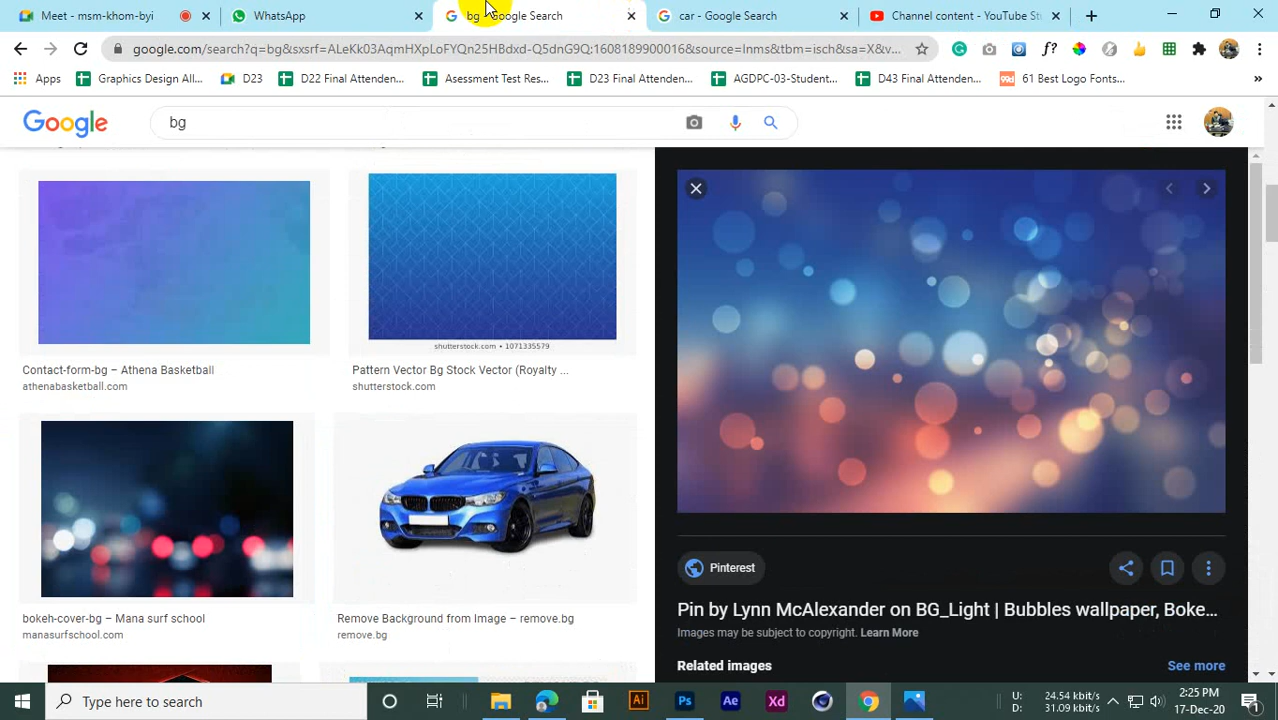 Meet - msm-khom-byi
WhatsApp
bg - Google Search
car - Google Search
Channel content - YouTube St
google.com/search?q=bg&sxsrf=ALeKk03AqmHXpLoFYQn25HBdxd-Q5dnG9Q:1608189900016&source=lnms&tbm=isch&sa=X&v...
Apps
Graphics Design All...
D23
D22 Final Attenden...
Asessment Test Res...
D23 Final Attenden...
AGDPC-03-Student...
D43 Final Attenden...
61 Best Logo Fonts...
Google
bg
shutterstock.com • 1071335579
Contact-form-bg – Athena Basketball
athenabasketball.com
Pattern Vector Bg Stock Vector (Royalty ...
shutterstock.com
bokeh-cover-bg – Mana surf school
manasurfschool.com
Remove Background from Image – remove.bg
remove.bg
Pinterest
Pin by Lynn McAlexander on BG_Light | Bubbles wallpaper, Boke...
Images may be subject to copyright. Learn More
Related images
See more
Type here to search
Ai
Ps
Ae
Xd
U: 24.54 kbit/s
D: 31.09 kbit/s
2:25 PM
17-Dec-20